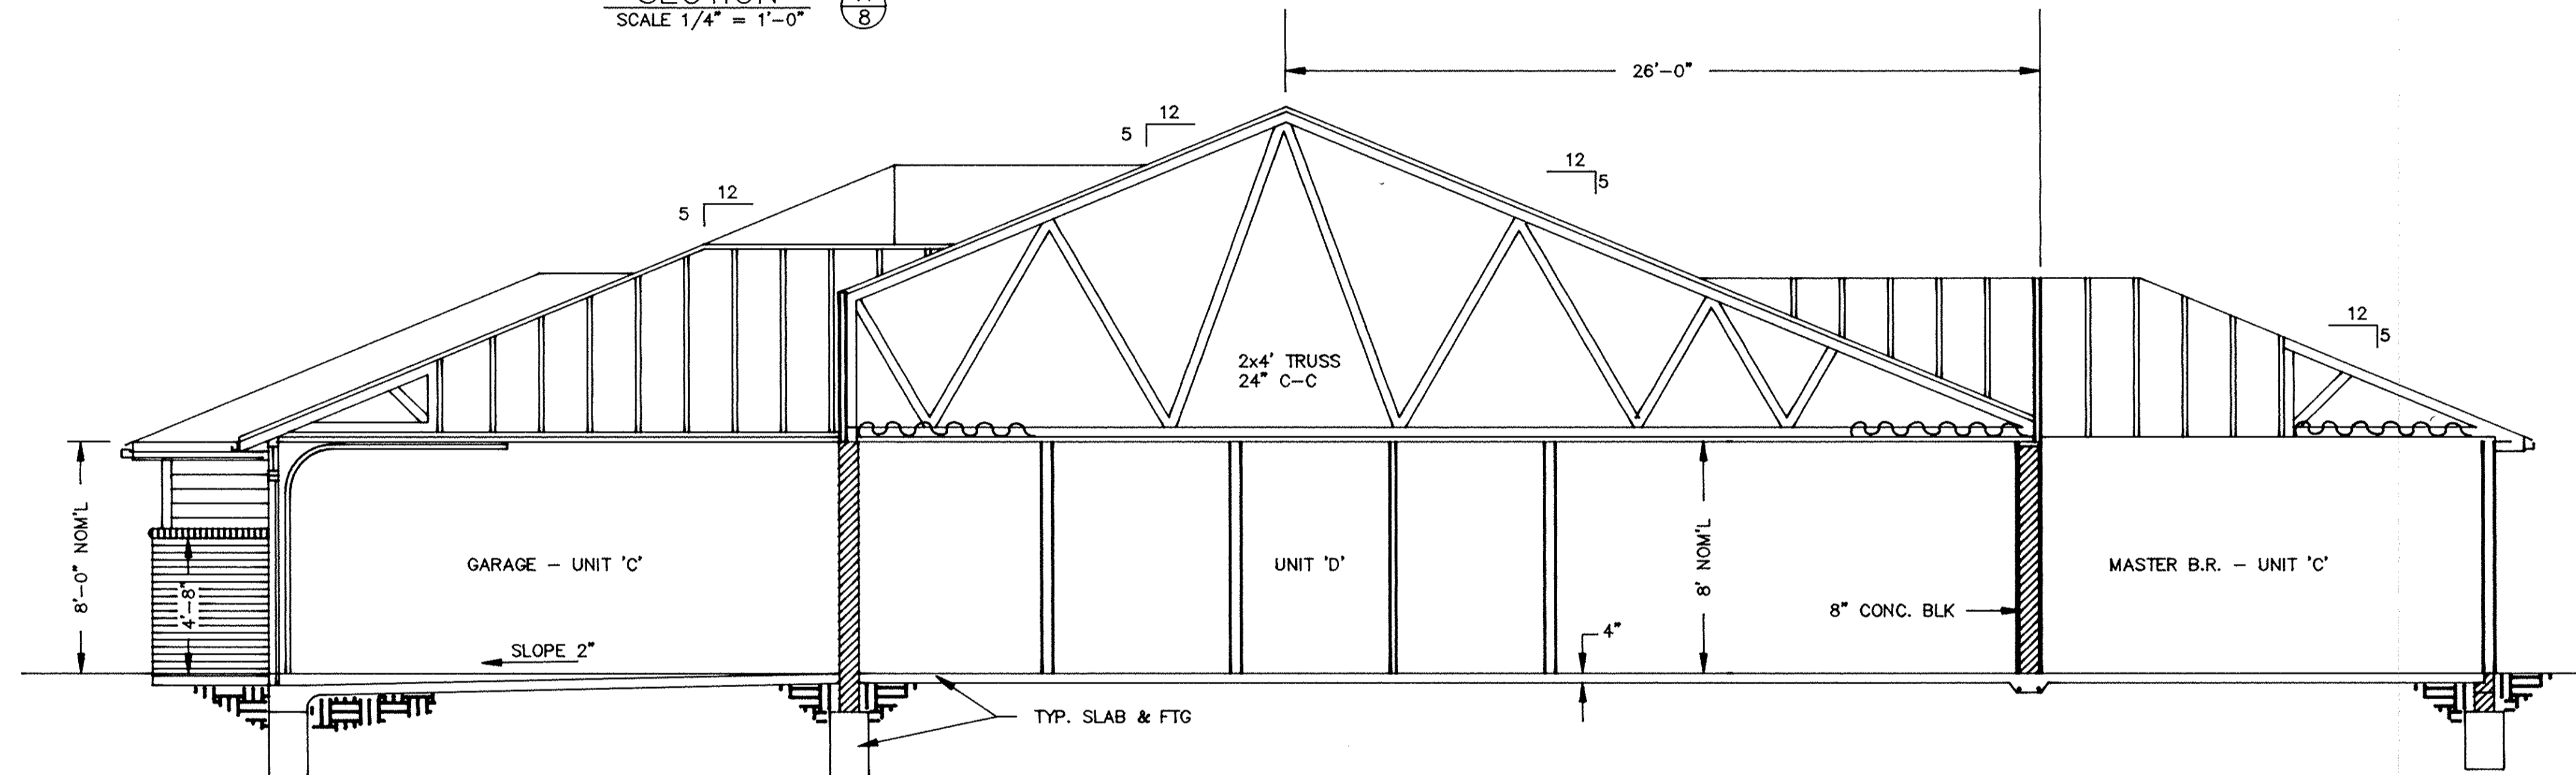 SECTION
SCALE 1/4" = 1'-0"
8
26'-0"
12
5
12
5
12
5
12
5
2x4' TRUSS
24" C-C
8'-0" NOM'L
4'-8"
GARAGE - UNIT 'C'
SLOPE 2"
UNIT 'D'
8' NOM'L
4"
8" CONC. BLK
MASTER B.R. - UNIT 'C'
TYP. SLAB & FTG